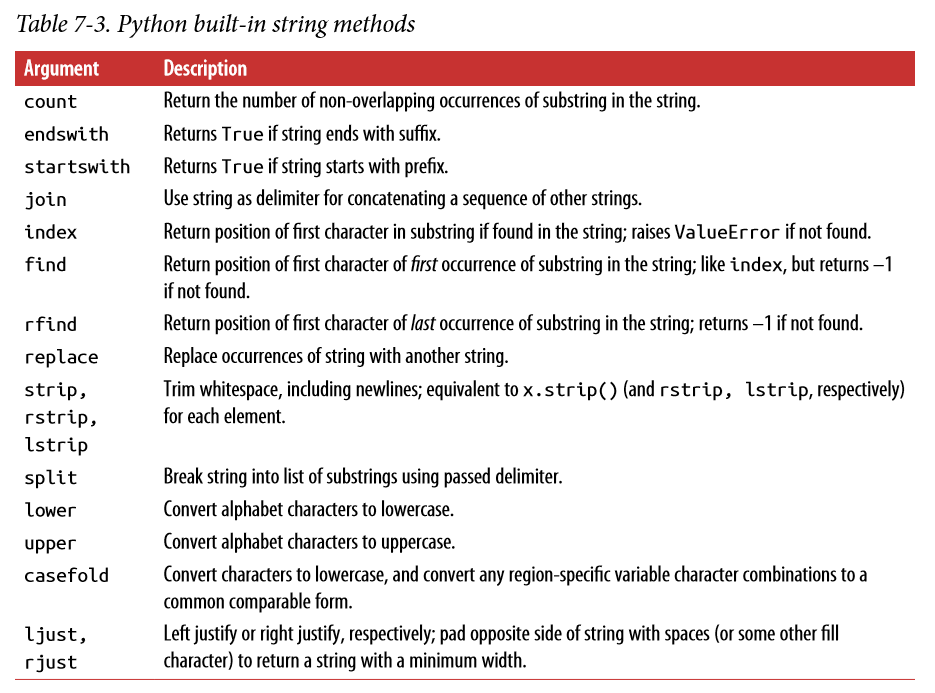 Table 7-3. Python built-in string methods
Argument Description
count Return the number of non-overlapping occurrences of substring in the string.
endswith Returns True if string ends with suffix.
startswith Returns True if string starts with prefix.
join Use string as delimiter for concatenating a sequence of other strings.
index Return position of first character in substring if found in the string; raises ValueError if not found.
find Return position of first character of first occurrence of substring in the string; like index, but returns –1
if not found.
rfind Return position of first character of last occurrence of substring in the string; returns –1 if not found.
replace Replace occurrences of string with another string.
strip, Trim whitespace, including newlines; equivalent to x.strip() (and rstrip, lstrip, respectively)
rstrip, for each element.
lstrip
split Break string into list of substrings using passed delimiter.
lower Convert alphabet characters to lowercase.
upper Convert alphabet characters to uppercase.
casefold Convert characters to lowercase, and convert any region-specific variable character combinations to a
common comparable form.
ljust, Left justify or right justify, respectively; pad opposite side of string with spaces (or some other fill
rjust character) to return a string with a minimum width.